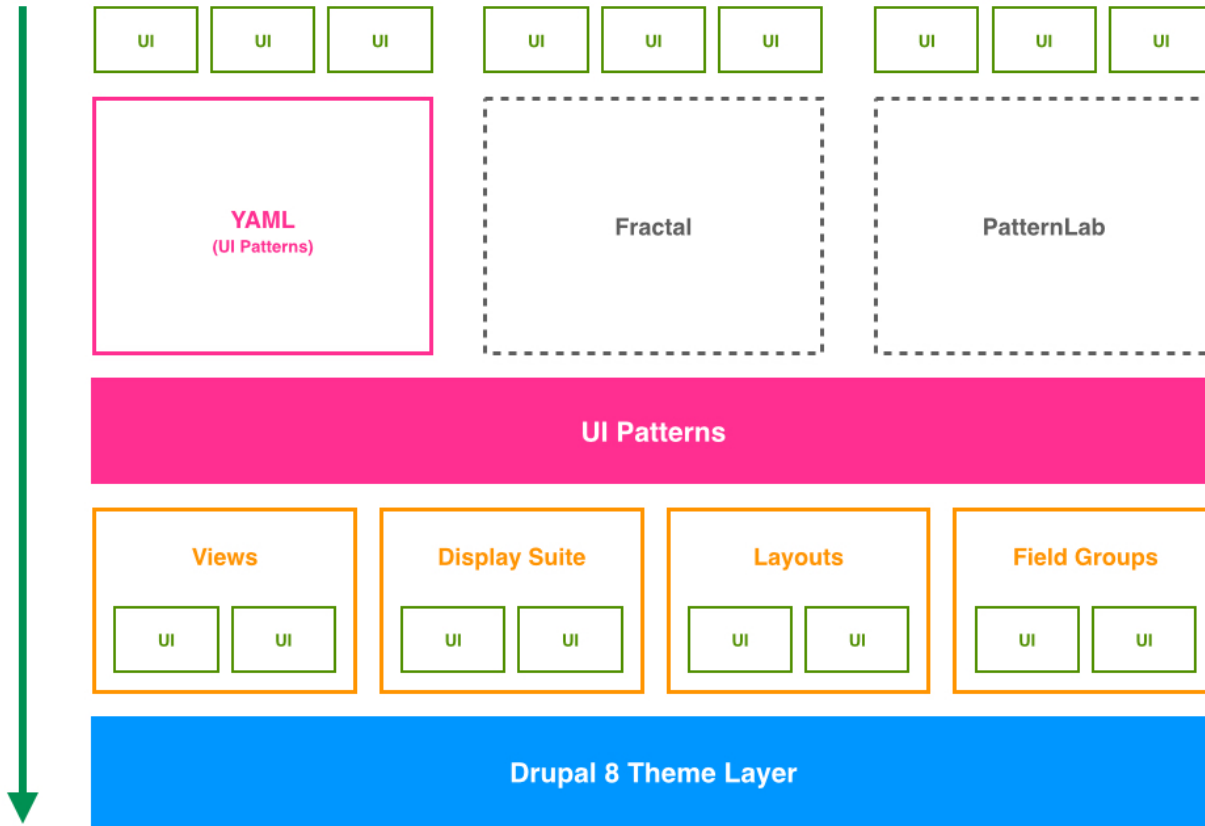 UI UI UI UI UI UI UI UI UI
YAML
(UI Patterns)
Fractal
PatternLab
UI Patterns
Views Display Suite Layouts Field Groups
UI UI UI UI UI UI UI UI
Drupal 8 Theme Layer